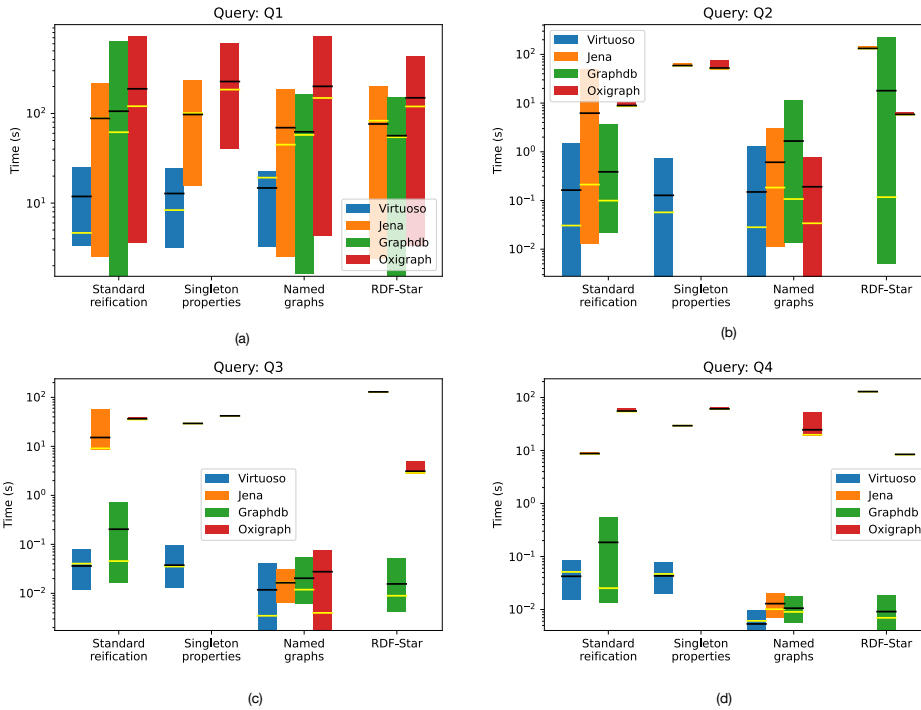 Query: Q1
Time (s)
10²
10¹
Virtuoso
Jena
Graphdb
Oxigraph
Standard
reification
Singleton
properties
Named
graphs
RDF-Star
(a)
Query: Q2
Time (s)
10²
10¹
10⁰
10⁻¹
10⁻²
Virtuoso
Jena
Graphdb
Oxigraph
Standard
reification
Singleton
properties
Named
graphs
RDF-Star
(b)
Query: Q3
Time (s)
10²
10¹
10⁰
10⁻¹
10⁻²
Virtuoso
Jena
Graphdb
Oxigraph
Standard
reification
Singleton
properties
Named
graphs
RDF-Star
(c)
Query: Q4
Time (s)
10²
10¹
10⁰
10⁻¹
10⁻²
Virtuoso
Jena
Graphdb
Oxigraph
Standard
reification
Singleton
properties
Named
graphs
RDF-Star
(d)